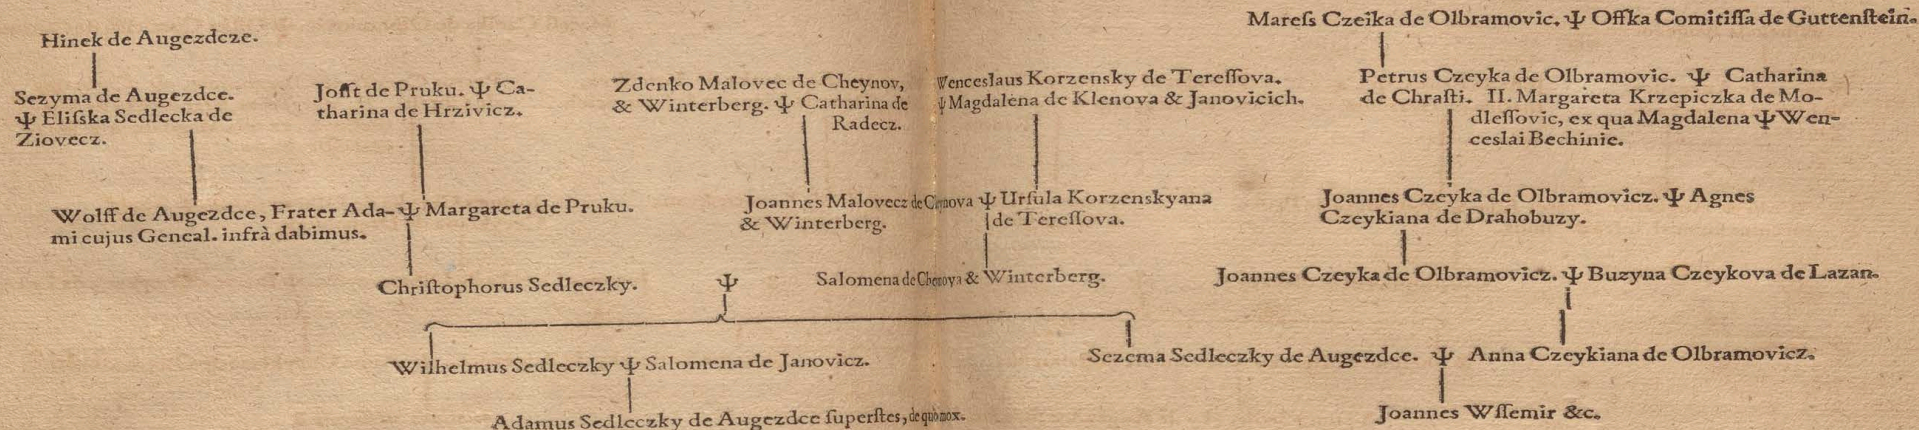 Maress Czeika de Olbramovic. Ψ Offka Comitissa de Guttenstein.
Hinek de Augezdcze.
Sezyma de Augezdce.
Ψ Elisska Sedlecka de
Ziovecz.
Josst de Pruku. Ψ Ca-
tharina de Hrzivicz.
Zdenko Malovec de Cheynov,
& Winterberg. Ψ Catharina de
Radecz.
Wenceslaus Korzensky de Teressova.
Ψ Magdalena de Klenova & Janovicich.
Petrus Czeyka de Olbramovic. Ψ Catharina
de Chrasti. II. Margareta Krzepiczka de Mo-
dlessovic, ex qua Magdalena Ψ Wen-
ceslai Bechinie.
Wolff de Augezdce, Frater Ada-
mi cujus Geneal. infrà dabimus.
Ψ Margareta de Pruku.
Joannes Malovecz de
& Winterberg.
Ψ Ursula Korzenskyana
de Teressova.
Joannes Czeyka de Olbramovicz. Ψ Agnes
Czeykiana de Drahobuzy.
Christophorus Sedleczky. Ψ Salomena de & Winterberg.
Joannes Czeyka de Olbramovicz. Ψ Buzyna Czeykova de Lazan.
Wilhelmus Sedleczky Ψ Salomena de Janovicz.
Sezema Sedleczky de Augezdce. Ψ Anna Czeykiana de Olbramovicz.
Adamus Sedleczky de Augezdce superstes, de quo mox.
Joannes Wssemir &c.